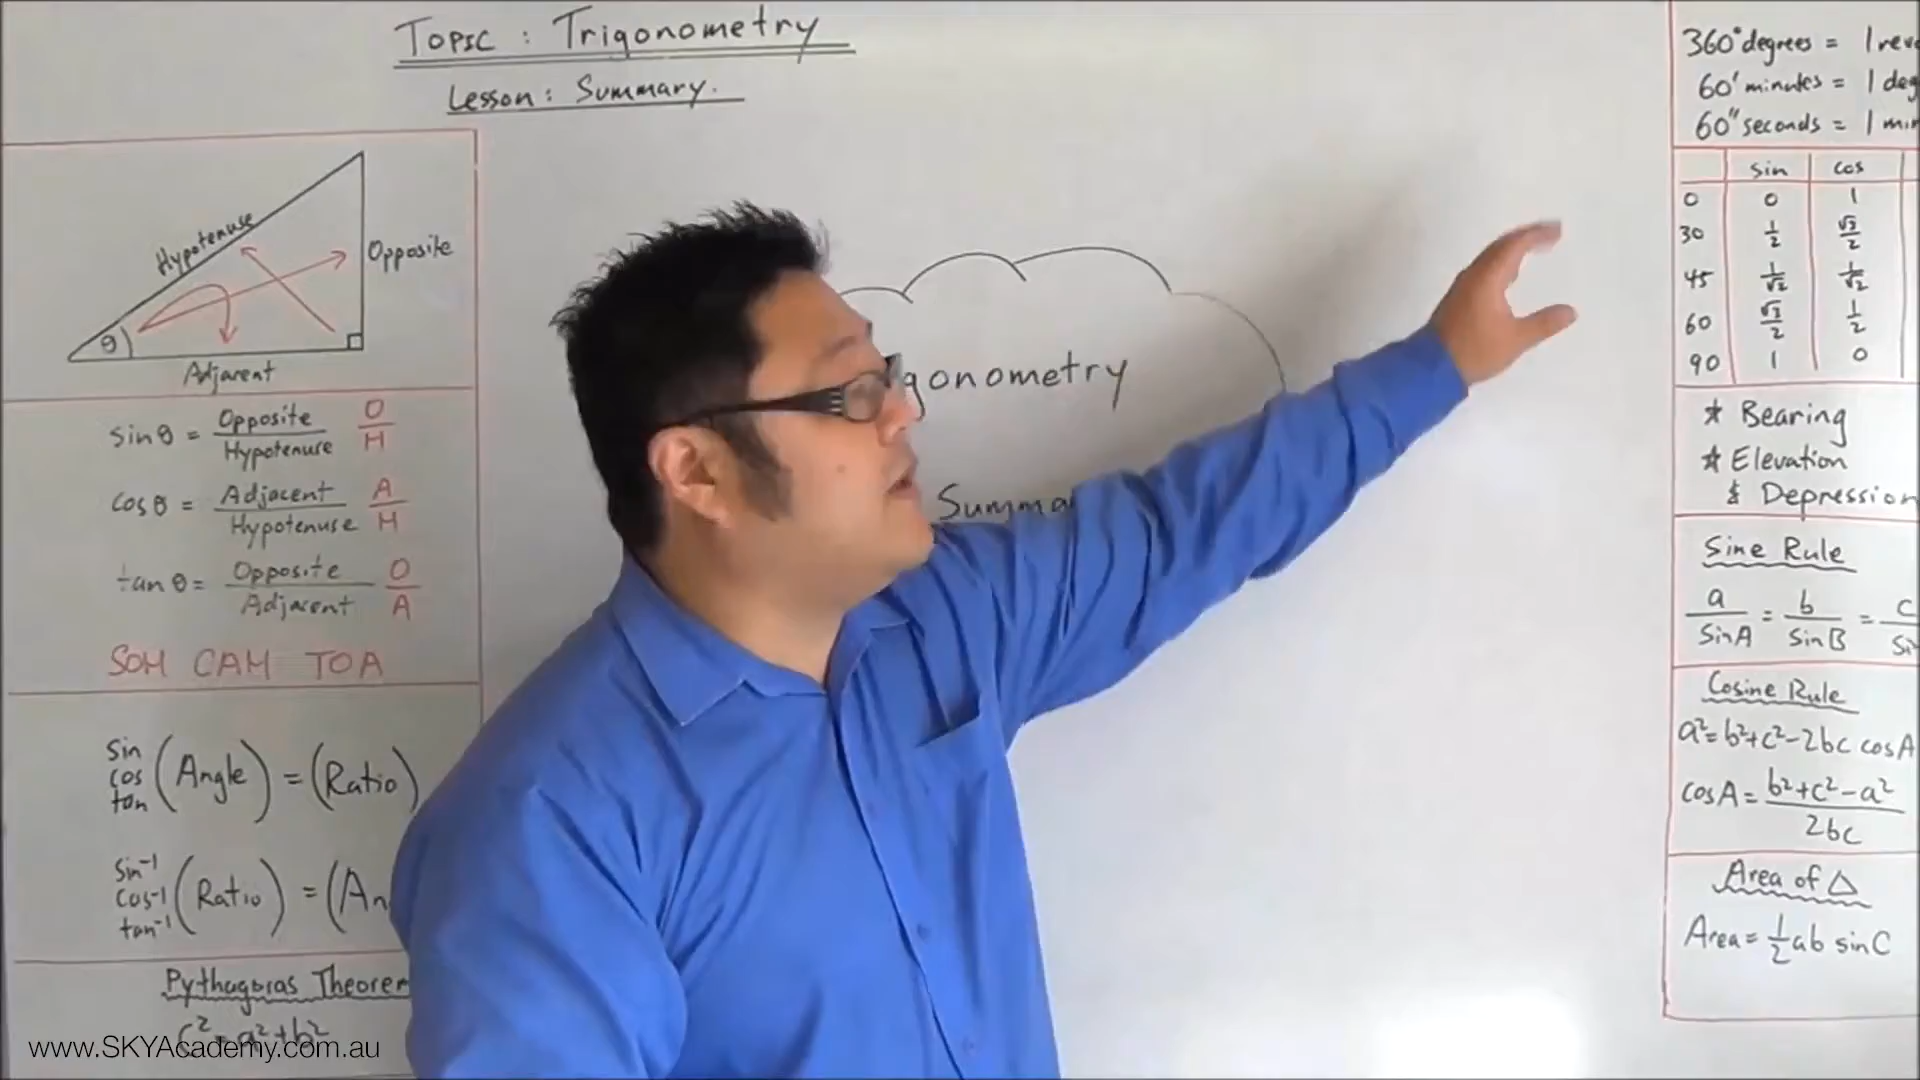 Topic: Trigonometry
Lesson: Summary.
Hypotenuse
Opposite
θ
Adjacent
sinθ = Opposite/Hypotenuse O/H
cosθ = Adjacent/Hypotenuse A/H
tanθ = Opposite/Adjacent O/A
SOH CAH TOA
sin cos tan (Angle) = (Ratio)
sin⁻¹ cos⁻¹ tan⁻¹ (Ratio) = (An
Pythagoras Theorem
c² = a² + b²
www.SKYAcademy.com.au
gonometry
Summa
360° degrees = 1 rev
60' minutes = 1 deg
60" seconds = 1 min
sin cos
0 0 1
30 1/2 √3/2
45 1/√2 1/√2
60 √3/2 1/2
90 1 0
* Bearing
* Elevation
& Depression
Sine Rule
a/sinA = b/sinB = c/si
Cosine Rule
a² = b² + c² - 2bc cosA
cosA = b² + c² - a²/2bc
Area of △
Area = 1/2 ab sinC